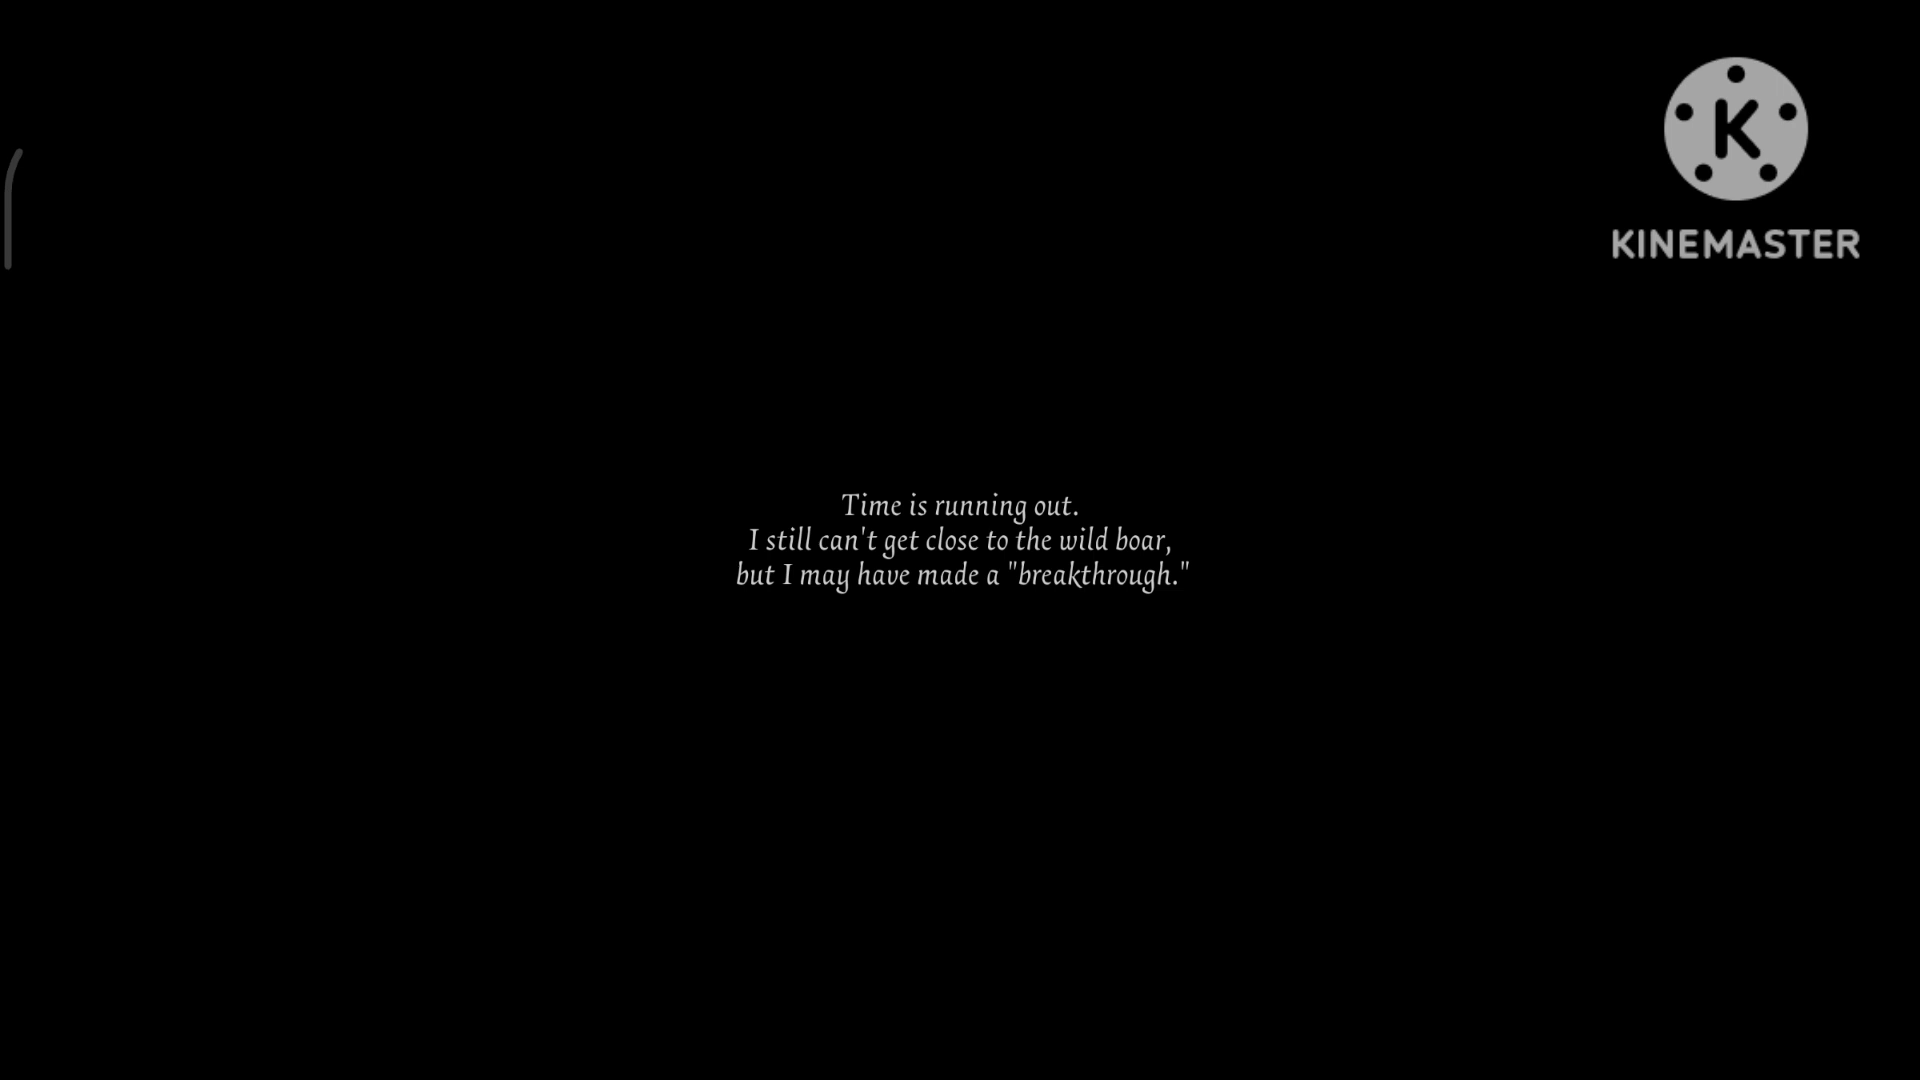 KINEMASTER
Time is running out.
I still can't get close to the wild boar,
but I may have made a "breakthrough."